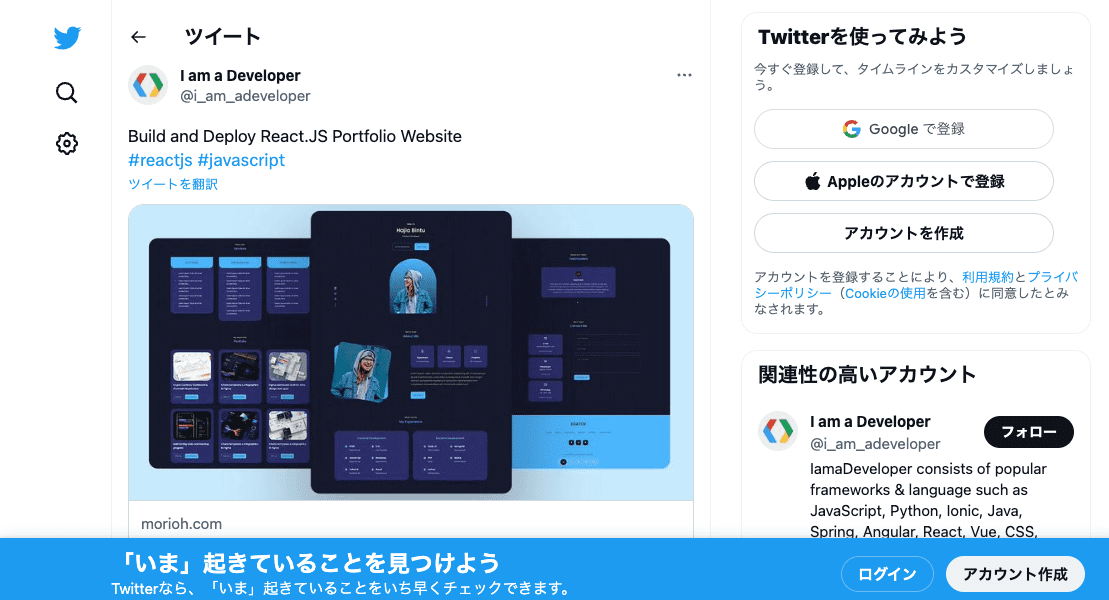 ツイート
I am a Developer
@i_am_adeveloper
Build and Deploy React.JS Portfolio Website
#reactjs #javascript
ツイートを翻訳
Hajia Bintu
morioh.com
Twitterを使ってみよう
今すぐ登録して、タイムラインをカスタマイズしましょ
う。
Google で登録
Appleのアカウントで登録
アカウントを作成
アカウントを登録することにより、利用規約とプライバ
シーポリシー（Cookieの使用を含む）に同意したとみ
なされます。
関連性の高いアカウント
I am a Developer
@i_am_adeveloper
フォロー
IamaDeveloper consists of popular
frameworks & language such as
JavaScript, Python, Ionic, Java,
Spring, Angular, React, Vue, CSS,
「いま」起きていることを見つけよう
Twitterなら、「いま」起きていることをいち早くチェックできます。
ログイン
アカウント作成